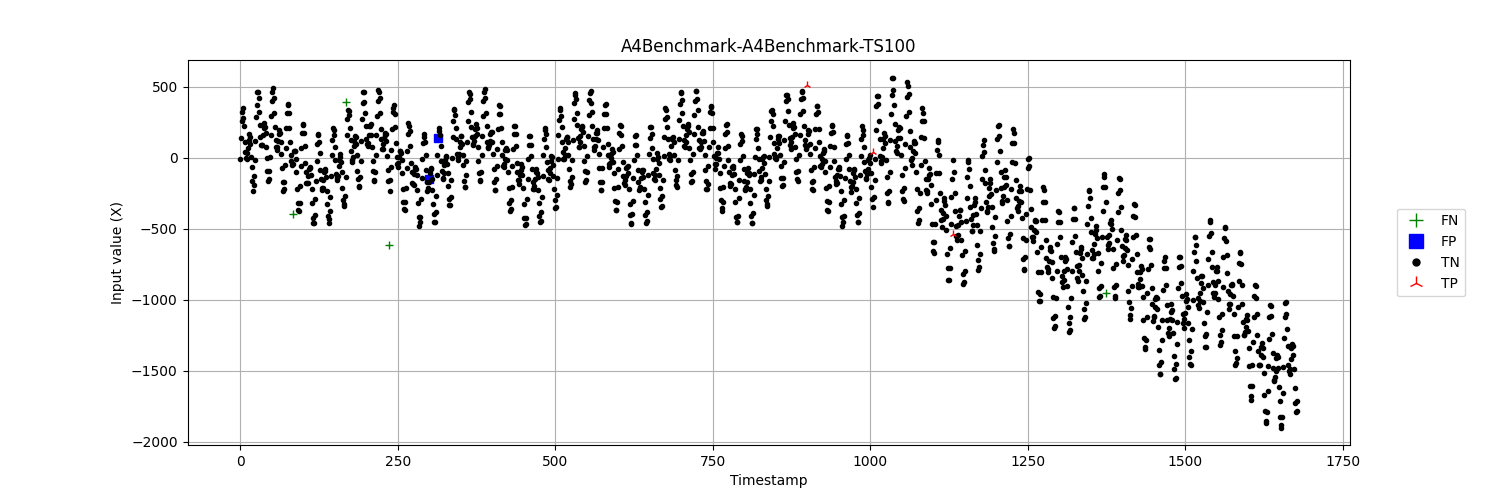 A4Benchmark-A4Benchmark-TS100
Input value (X)
500
0
−500
−1000
−1500
−2000
0
250
500
750
1000
1250
1500
1750
Timestamp
FN
FP
TN
TP